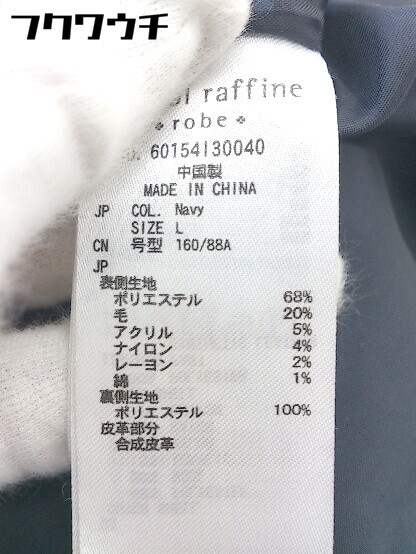 フクワウチ
raffine
robe
60154130040
中国製
MADE IN CHINA
JP COL. Navy
SIZE L
CN 号型 160/88A
JP
表側生地
ポリエステル 68%
毛 20%
アクリル 5%
ナイロン 4%
レーヨン 2%
綿 1%
裏側生地
ポリエステル 100%
皮革部分
合成皮革